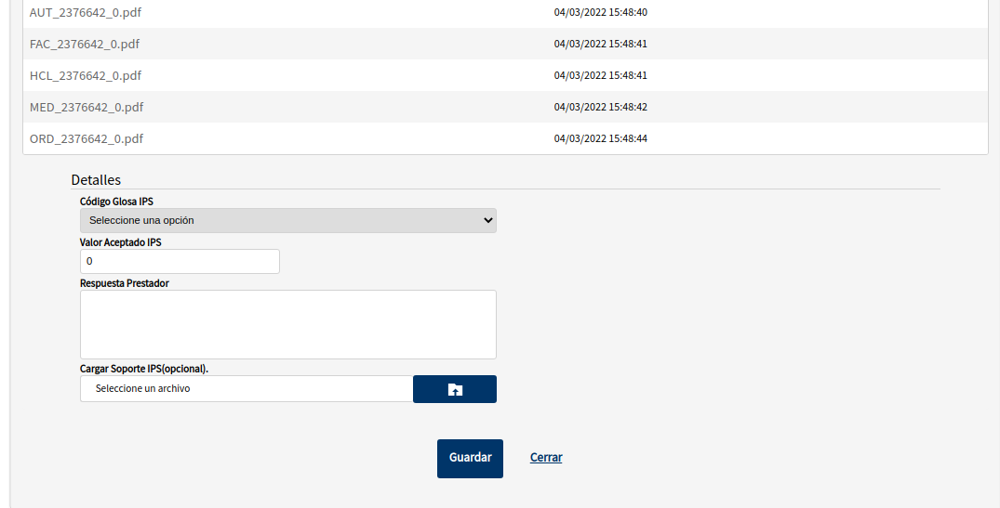 AUT_2376642_0.pdf 04/03/2022 15:48:40
FAC_2376642_0.pdf 04/03/2022 15:48:41
HCL_2376642_0.pdf 04/03/2022 15:48:41
MED_2376642_0.pdf 04/03/2022 15:48:42
ORD_2376642_0.pdf 04/03/2022 15:48:44
Detalles
Código Glosa IPS
Seleccione una opción
Valor Aceptado IPS
0
Respuesta Prestador
Cargar Soporte IPS(opcional).
Seleccione un archivo
Guardar Cerrar